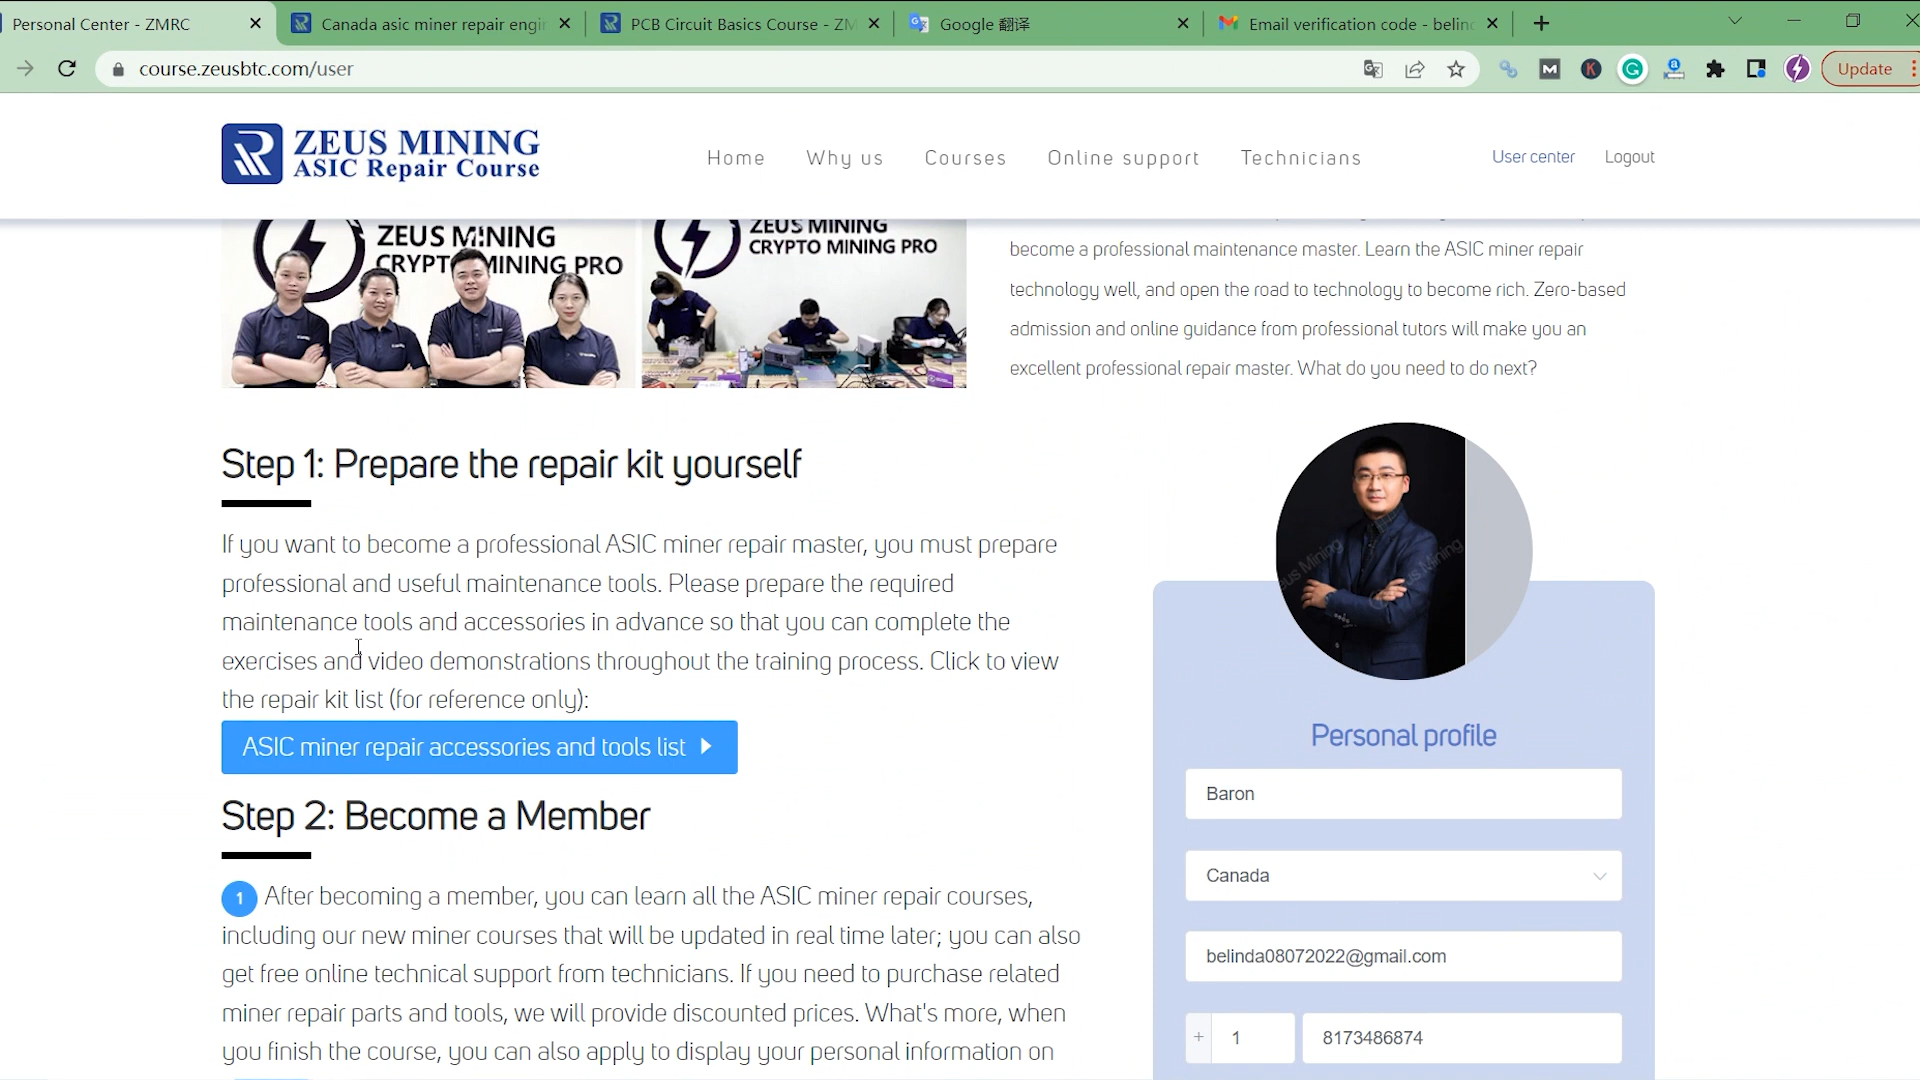 Personal Center - ZMRC
Canada asic miner repair engi
PCB Circuit Basics Course - ZM
Google 翻译
Email verification code - belind
course.zeusbtc.com/user
Update
ZEUS MINING
ASIC Repair Course
Home
Why us
Courses
Online support
Technicians
User center
Logout
ZEUS MINING
CRYPTO MINING PRO
ZEUS MINING
CRYPTO MINING PRO
become a professional maintenance master. Learn the ASIC miner repair
technology well, and open the road to technology to become rich. Zero-based
admission and online guidance from professional tutors will make you an
excellent professional repair master. What do you need to do next?
Step 1: Prepare the repair kit yourself
If you want to become a professional ASIC miner repair master, you must prepare
professional and useful maintenance tools. Please prepare the required
maintenance tools and accessories in advance so that you can complete the
exercises and video demonstrations throughout the training process. Click to view
the repair kit list (for reference only):
ASIC miner repair accessories and tools list
Step 2: Become a Member
1 After becoming a member, you can learn all the ASIC miner repair courses,
including our new miner courses that will be updated in real time later; you can also
get free online technical support from technicians. If you need to purchase related
miner repair parts and tools, we will provide discounted prices. What's more, when
you finish the course, you can also apply to display your personal information on
Zeus Mining
Zeus Mining
Personal profile
Baron
Canada
belinda08072022@gmail.com
+ 1 8173486874